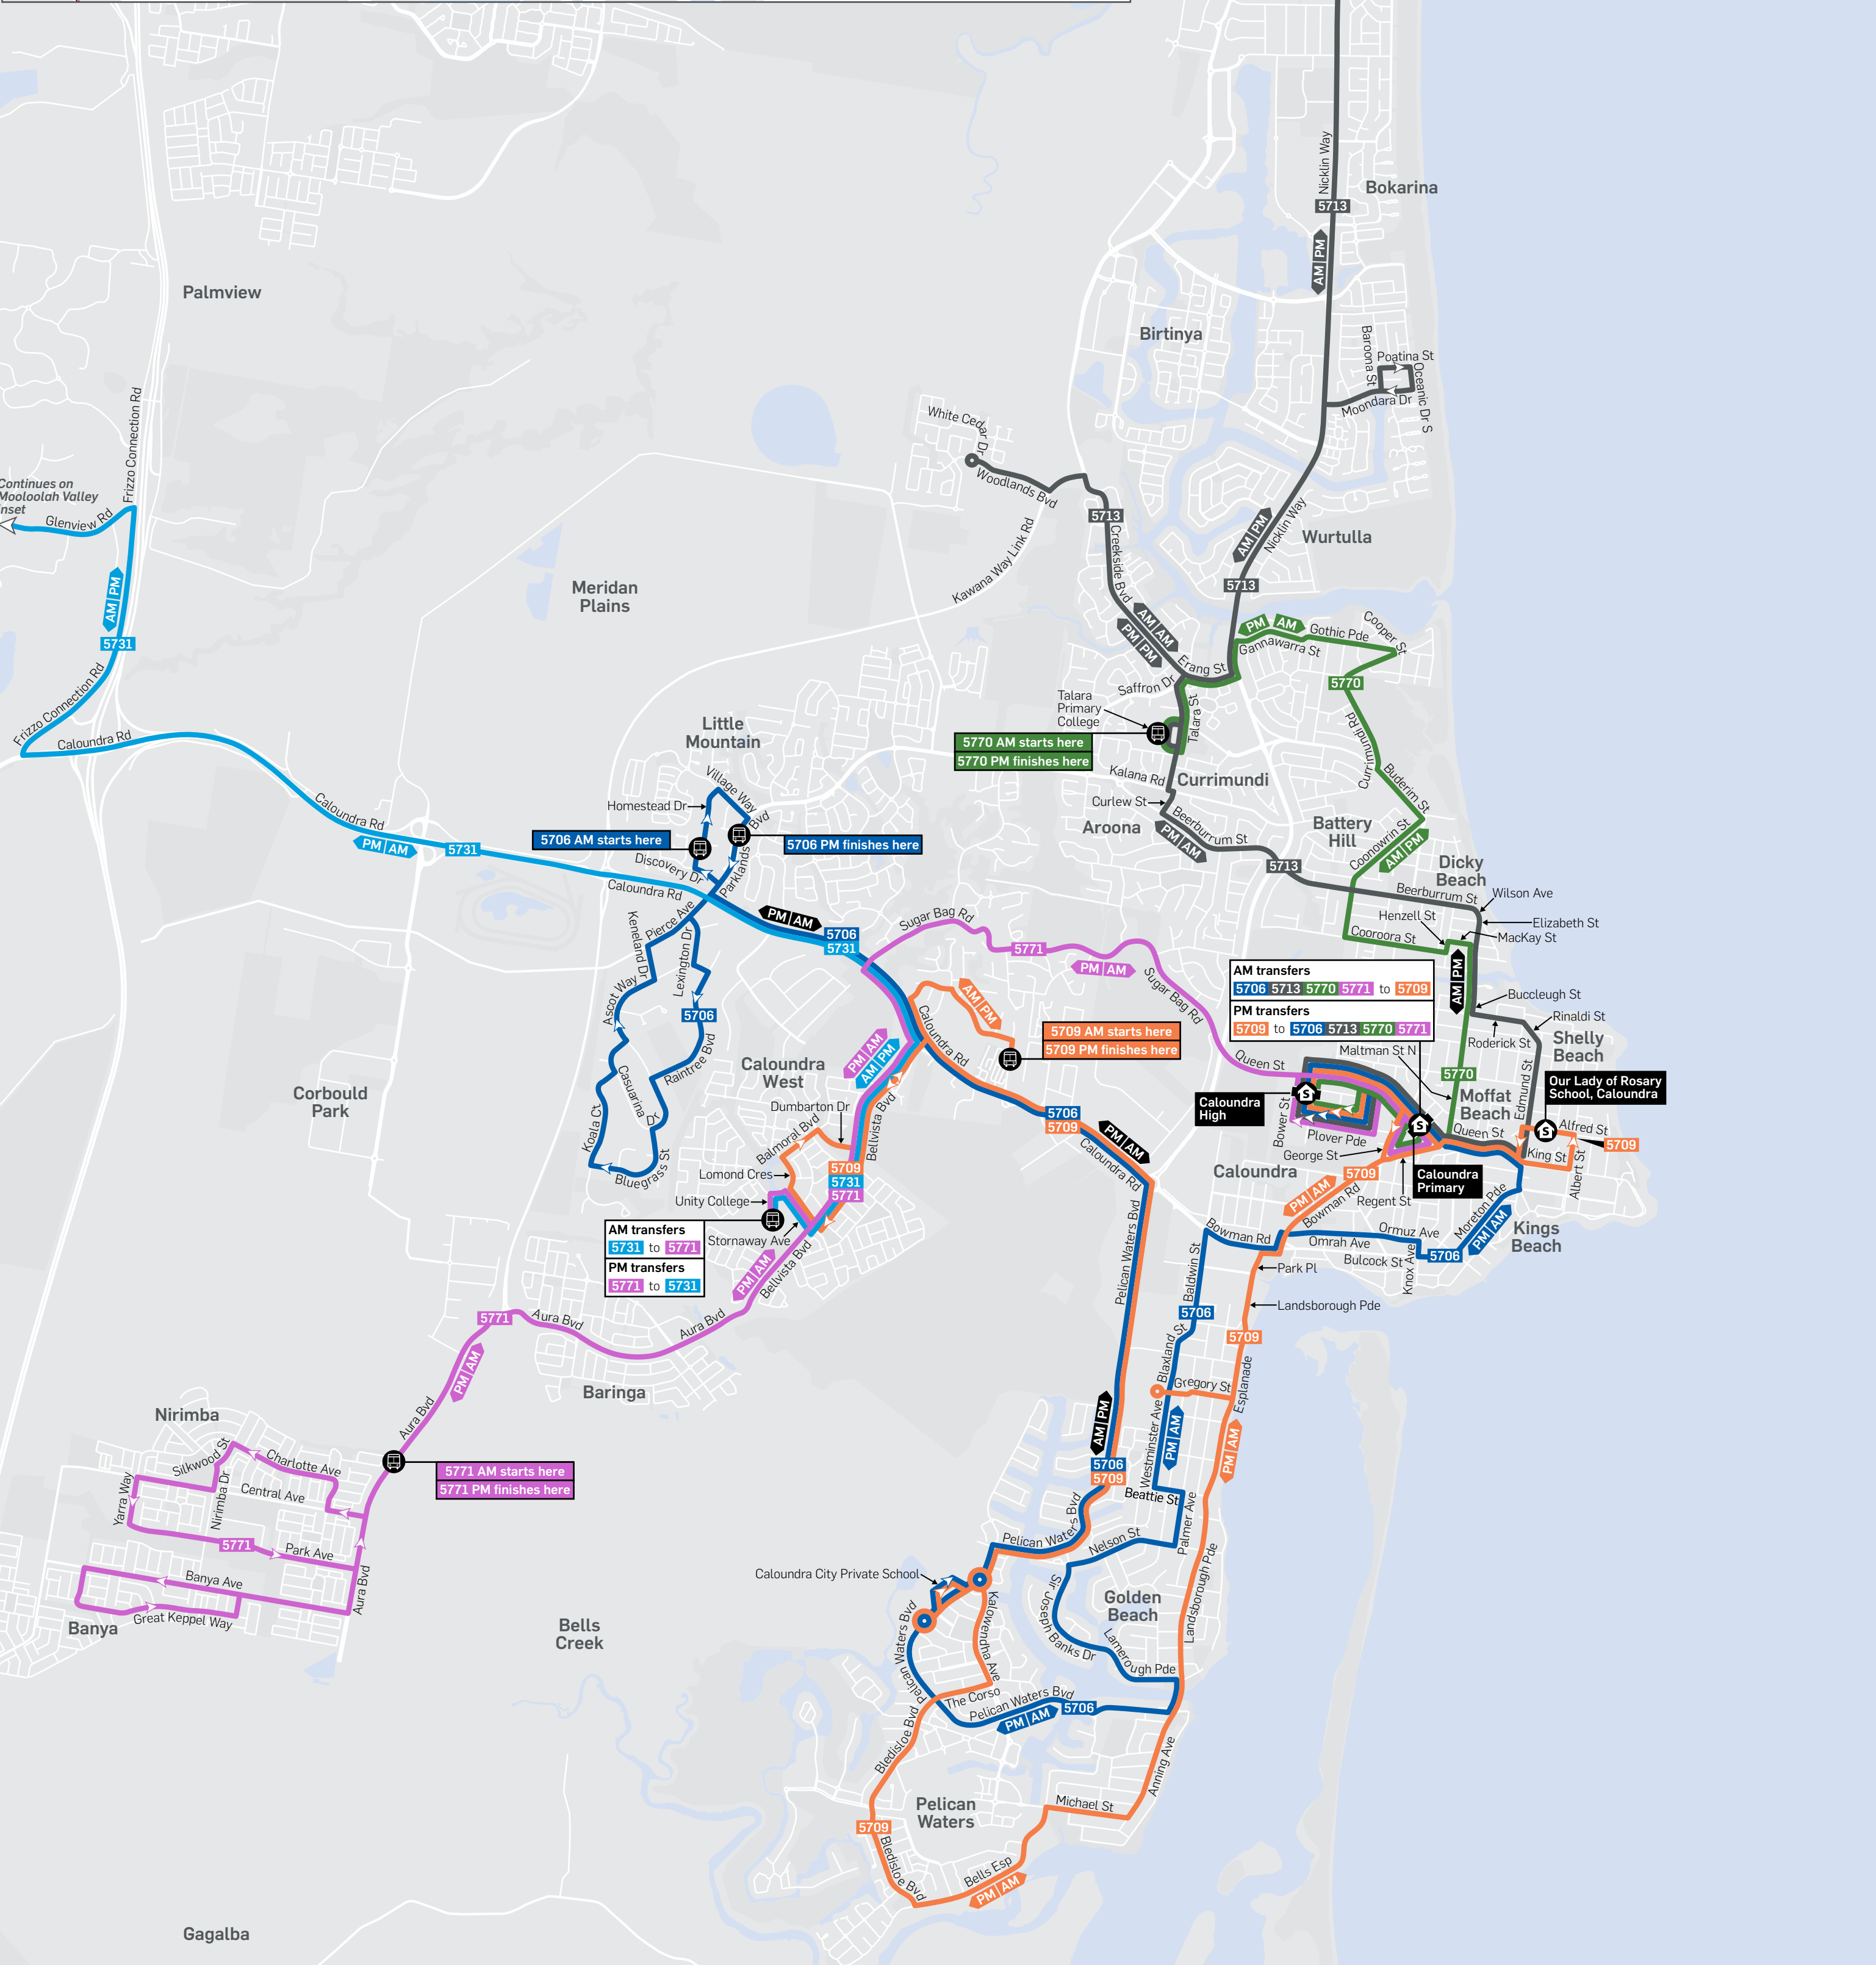 Nicklin Way
Bokarina
5713
AM PM
Palmview
Birtinya
Baroona St
Poatina St
Oceanic Dr S
Moondara Dr
Frizzo Connection Rd
White Cedar Dr
Woodlands Bvd
Continues on
Mooloolah Valley
Inset
Glenview Rd
5713
Creekside Bvd
Kawana Way Link Rd
AM PM
Nicklin Way
Wurtulla
Meridan
Plains
AM PM
5713
5731
AM AM
PM PM
Erang St
PM AM
Gannawarra St
Gothic Pde
Cooper St
Saffron Dr
5770
Frizzo Connection Rd
Caloundra Rd
Talara
Primary
College
Talara St
Currimundi Rd
Little
Mountain
5770 AM starts here
5770 PM finishes here
Kalana Rd
Currimundi
Buderim St
Curlew St
Aroona
Beerburrum St
PM AM
Battery
Hill
Coonowrin St
AM PM
Village Way
Homestead Dr
Parklands Bvd
5706 AM starts here
5706 PM finishes here
Discovery Dr
Caloundra Rd
PM AM
5731
Caloundra Rd
5713
Dicky
Beach
Beerburrum St
Wilson Ave
Elizabeth St
Henzell St
MacKay St
Cooroora St
Pierce Ave
Keneland Dr
Lexington Dr
PM AM
5706
5731
Sugar Bag Rd
5771
PM AM
Sugar Bag Rd
Ascot Way
5706
AM PM
AM transfers
5706 5713 5770 5771 to 5709
PM transfers
5709 to 5706 5713 5770 5771
AM PM
Buccleugh St
Rinaldi St
Roderick St
Shelly
Beach
Caloundra Rd
5709 AM starts here
5709 PM finishes here
PM AM
AM PM
Raintree Bvd
Caloundra
West
Casuarina Dr
Koala Ct
Bluegrass St
Corbould
Park
Queen St
Maltman St N
5770
Edmund St
Our Lady of Rosary
School, Caloundra
Moffat
Beach
Caloundra
High
Bower St
Plover Pde
Queen St
Alfred St
5709
King St
Albert St
George St
Caloundra
5709
Regent St
Caloundra
Primary
5706
5709
PM AM
Caloundra Rd
Dumbarton Dr
Balmoral Bvd
Bellvista Bvd
Lomond Cres
5709
5731
5771
Unity College
Stornaway Ave
AM transfers
5731 to 5771
PM transfers
5771 to 5731
PM AM
Bellvista Bvd
PM AM
Bowman Rd
Moreton Pde
PM AM
Kings
Beach
Bowman Rd
Ormuz Ave
Omrah Ave
Bulcock St
Knox Ave
5706
Park Pl
Pelican Waters Bvd
Baldwin St
Landsborough Pde
5706
5709
5771
Aura Bvd
Aura Bvd
PM AM
Baringa
Aura Bvd
Blaxland St
Gregory St
Esplanade
Westminster Ave
PM AM
PM AM
AM PM
5706
5709
Nirimba
Silkwood St
Charlotte Ave
Central Ave
Nirimba Dr
Yarra Way
5771
Park Ave
5771 AM starts here
5771 PM finishes here
Banya Ave
Great Keppel Way
Aura Bvd
Banya
Beattie St
Palmer Ave
Pelican Waters Bvd
Nelson St
Landsborough Pde
Caloundra City Private School
Sir Joseph Banks Dr
Golden
Beach
Bells
Creek
Kalowendha Ave
Pelican Waters Bvd
Lamerough Pde
The Corso
Pelican Waters Bvd
5706
PM AM
Bledisloe Bvd
Anning Ave
Pelican
Waters
Michael St
5709
Bledisloe Bvd
Bells Esp
PM AM
Gagalba